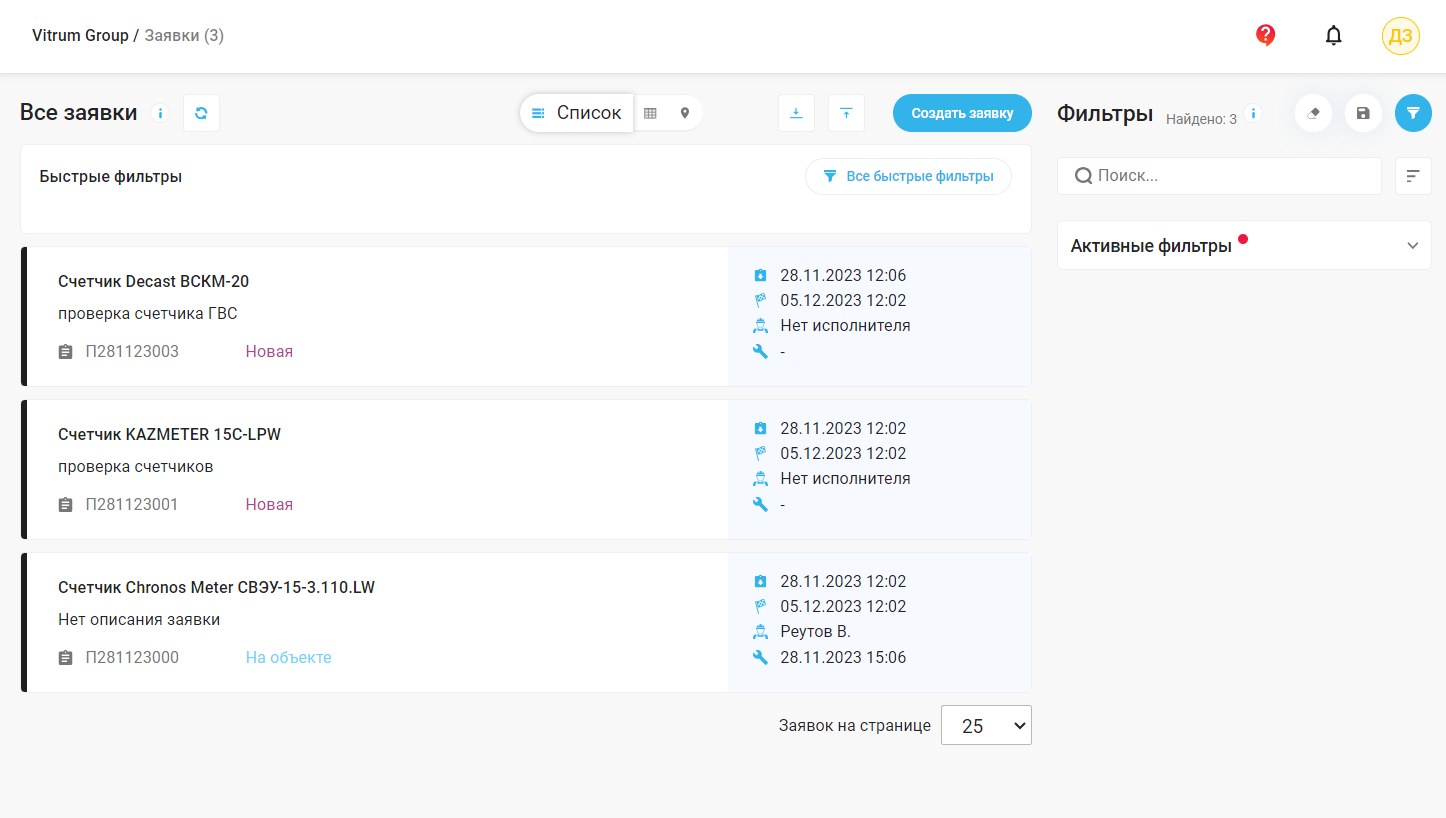 Vitrum Group / Заявки (3)
ДЗ
Все заявки
Список
Создать заявку
Фильтры
Найдено: 3
Быстрые фильтры
Все быстрые фильтры
Поиск...
Активные фильтры
Счетчик Decast ВСКМ-20
проверка счетчика ГВС
П281123003
Новая
28.11.2023 12:06
05.12.2023 12:02
Нет исполнителя
-
Счетчик KAZMETER 15C-LPW
проверка счетчиков
П281123001
Новая
28.11.2023 12:02
05.12.2023 12:02
Нет исполнителя
-
Счетчик Chronos Meter СВЭУ-15-3.110.LW
Нет описания заявки
П281123000
На объекте
28.11.2023 12:02
05.12.2023 12:02
Реутов В.
28.11.2023 15:06
Заявок на странице
25